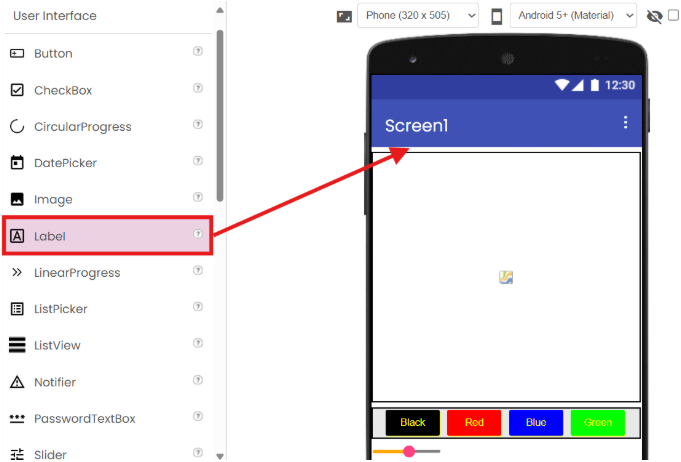 User Interface
Phone (320 x 505)
Android 5+ (Material)
Button ?
CheckBox ?
CircularProgress ?
DatePicker ?
Image ?
A Label ?
LinearProgress ?
ListPicker ?
ListView ?
Notifier ?
PasswordTextBox ?
Slider ?
12:30
Screen1
Black Red Blue Green